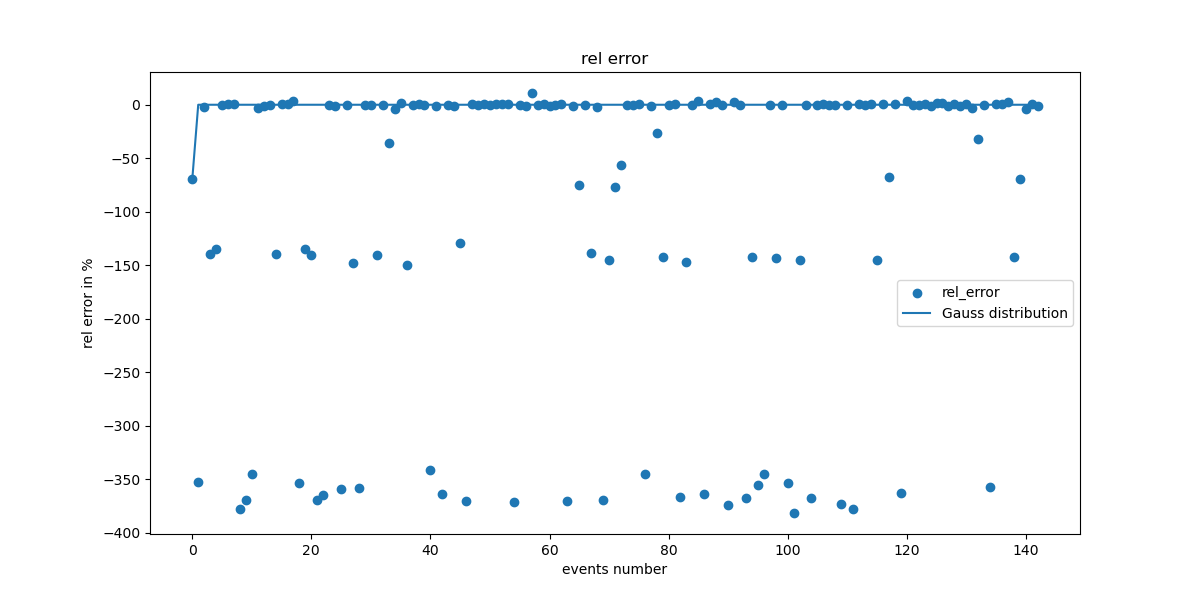 rel error
0
−50
−100
−150
−200
−250
−300
−350
−400
rel error in %
rel_error
Gauss distribution
0 20 40 60 80 100 120 140
events number